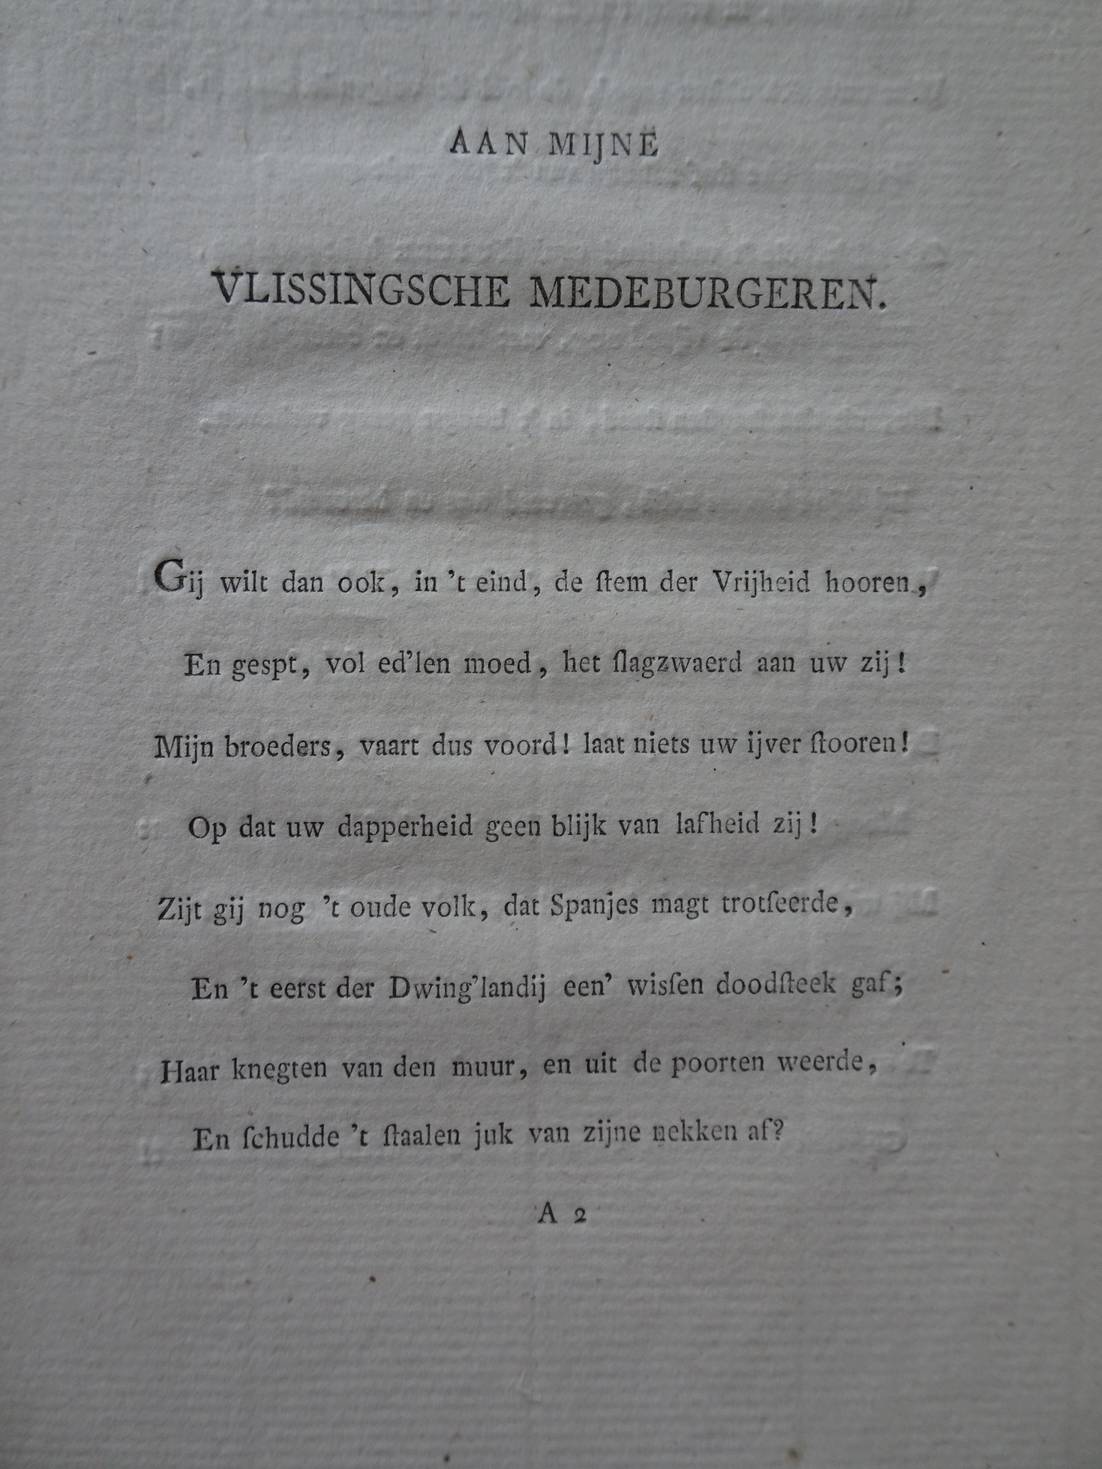 AAN MIJNE
VLISSINGSCHE MEDEBURGEREN.
Gij wilt dan ook, in 't eind, de ſtem der Vrijheid hooren,
En gespt, vol ed'len moed, het ſlagzwaerd aan uw zij!
Mijn broeders, vaart dus voord! laat niets uw ijver ſtooren!
Op dat uw dapperheid geen blijk van lafheid zij!
Zijt gij nog 't oude volk, dat Spanjes magt trotſeerde,
En 't eerst der Dwing'landij een' wisſen doodſteek gaf;
Haar knegten van den muur, en uit de poorten weerde,
En ſchudde 't ſtaalen juk van zijne nekken af?
A 2